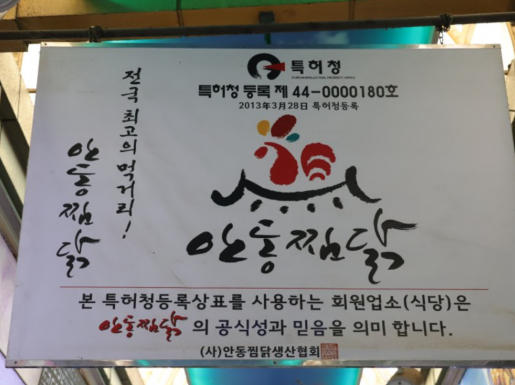 특허청
특허청 등록 제 44-0000180호
2013年3月28日 특허청등록
전국 최고의 먹거리!
안동찜닭
안동찜닭
본 특허청등록상표를 사용하는 회원업소(식당)은
안동찜닭 의 공식성과 믿음을 의미 합니다.
(사)안동찜닭생산협회